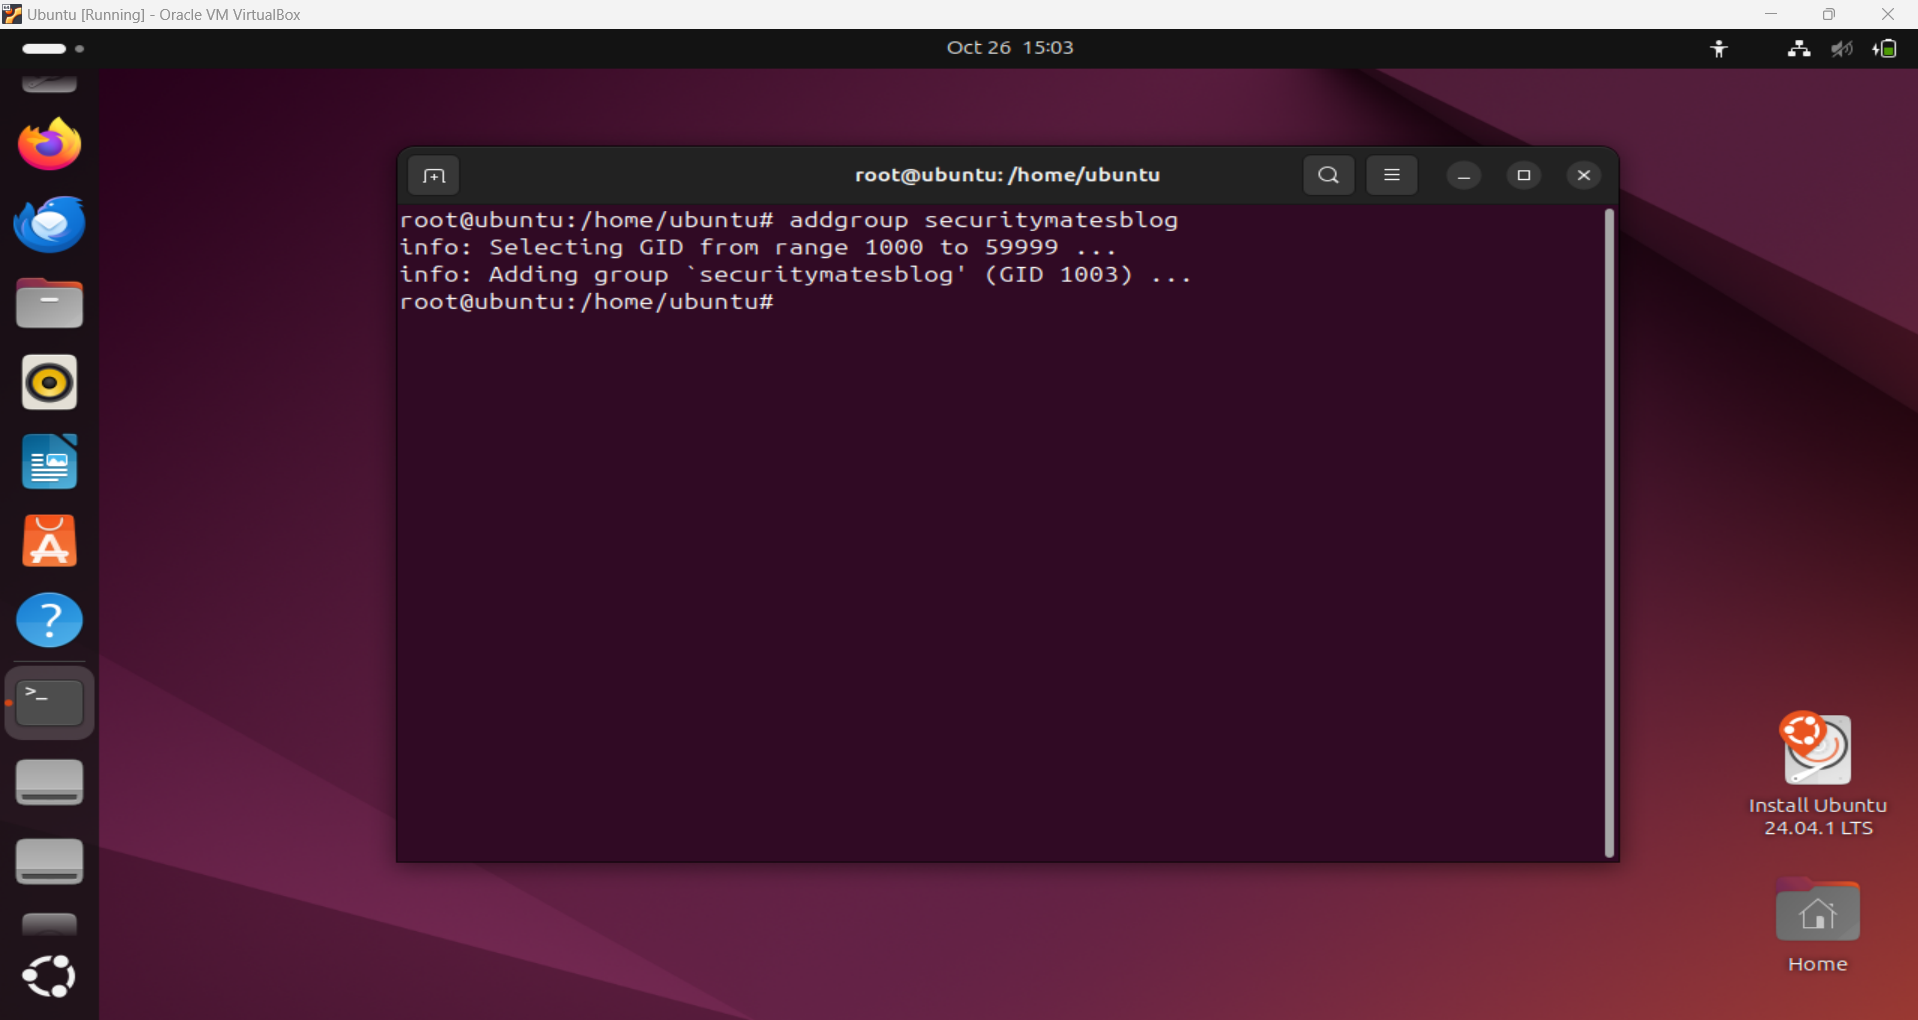 Ubuntu [Running] - Oracle VM VirtualBox
Oct 26 15:03
root@ubuntu: /home/ubuntu
root@ubuntu:/home/ubuntu# addgroup securitymatesblog
info: Selecting GID from range 1000 to 59999 ...
info: Adding group `securitymatesblog' (GID 1003) ...
root@ubuntu:/home/ubuntu#
Install Ubuntu
24.04.1 LTS
Home